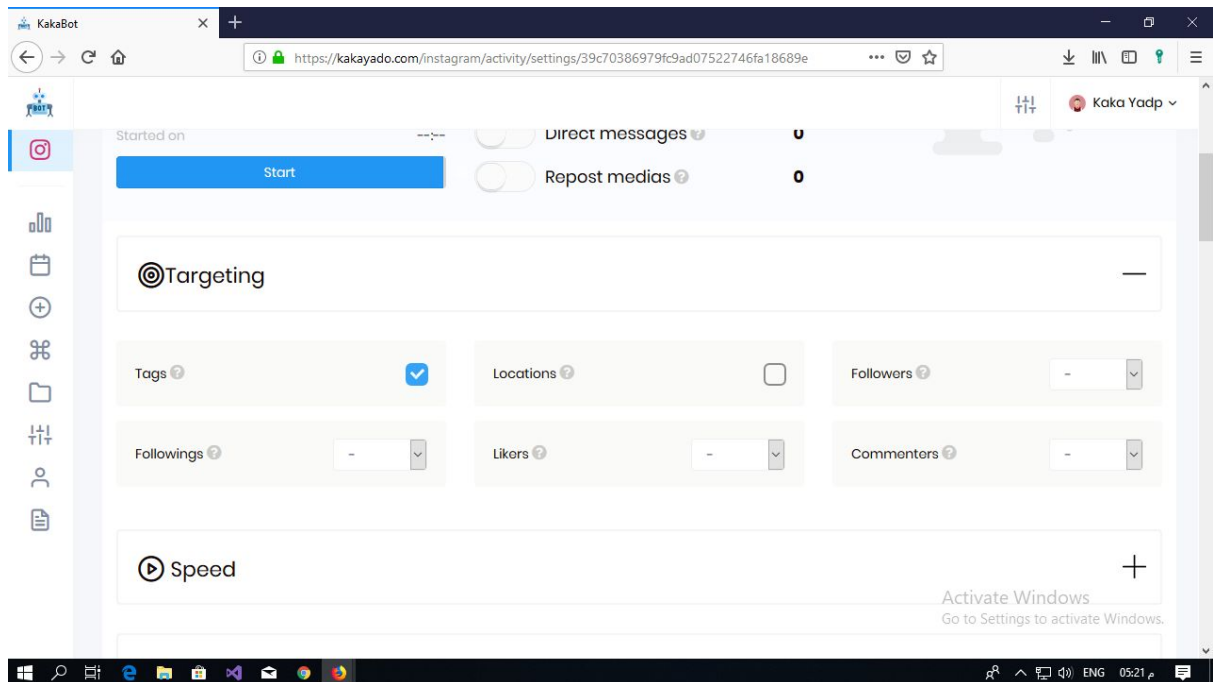 KakaBot
https://kakayado.com/instagram/activity/settings/39c70386979fc9ad07522746fa18689e
BOT
Kaka Yadp
Started on --:--
Direct messages 0
Start
Repost medias 0
Targeting
Tags
Locations
Followers -
Followings -
Likers -
Commenters -
Speed
Activate Windows
Go to Settings to activate Windows.
ENG 05:21 م